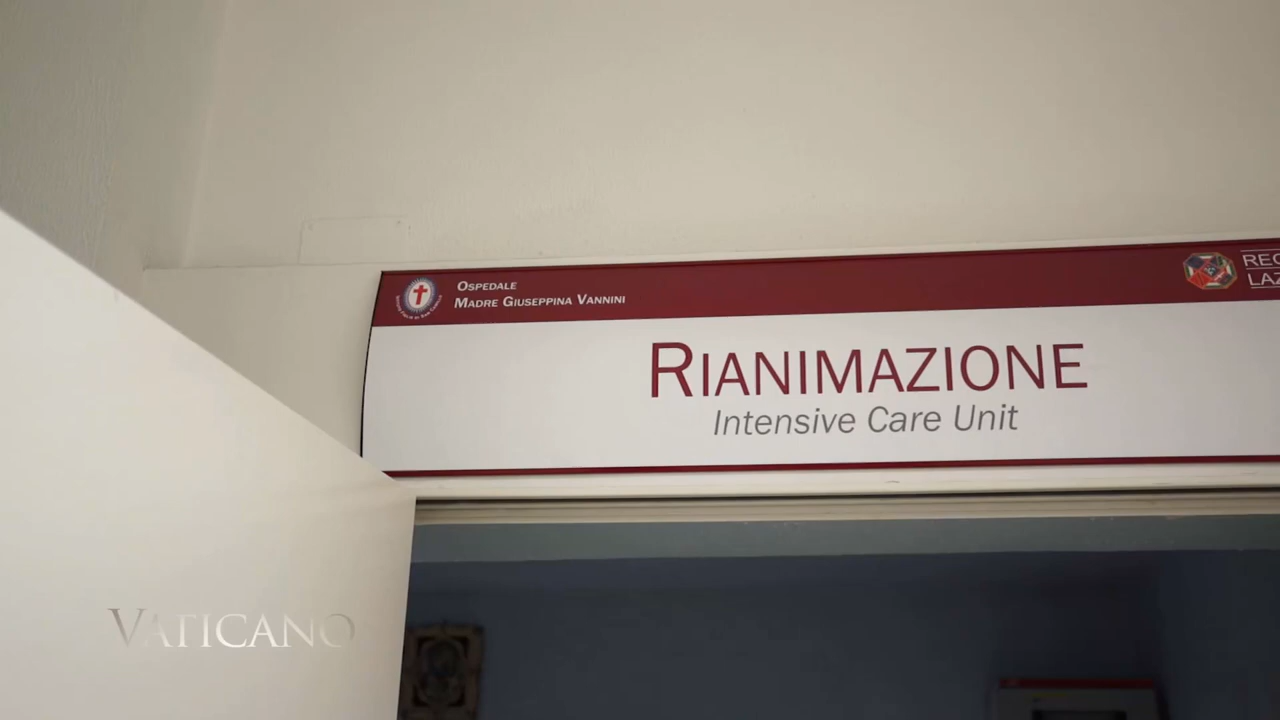 Ospedale
Madre Giuseppina Vannini
Rianimazione
Intensive Care Unit
Vaticano